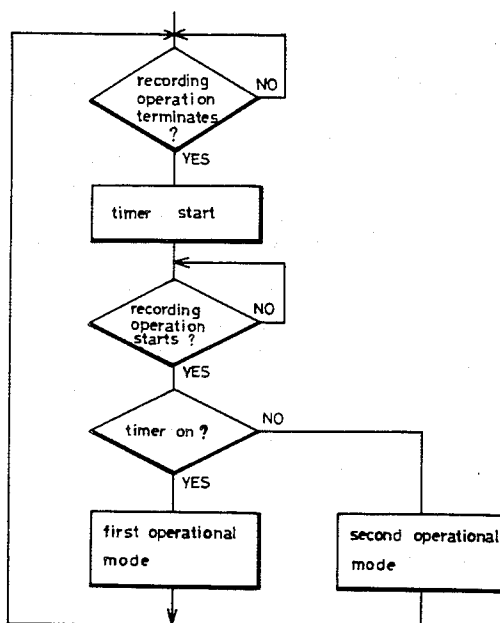 recording
operation
terminates
?
NO
YES
timer start
recording
operation
starts ?
NO
YES
timer on ?
NO
YES
first operational
mode
second operational
mode